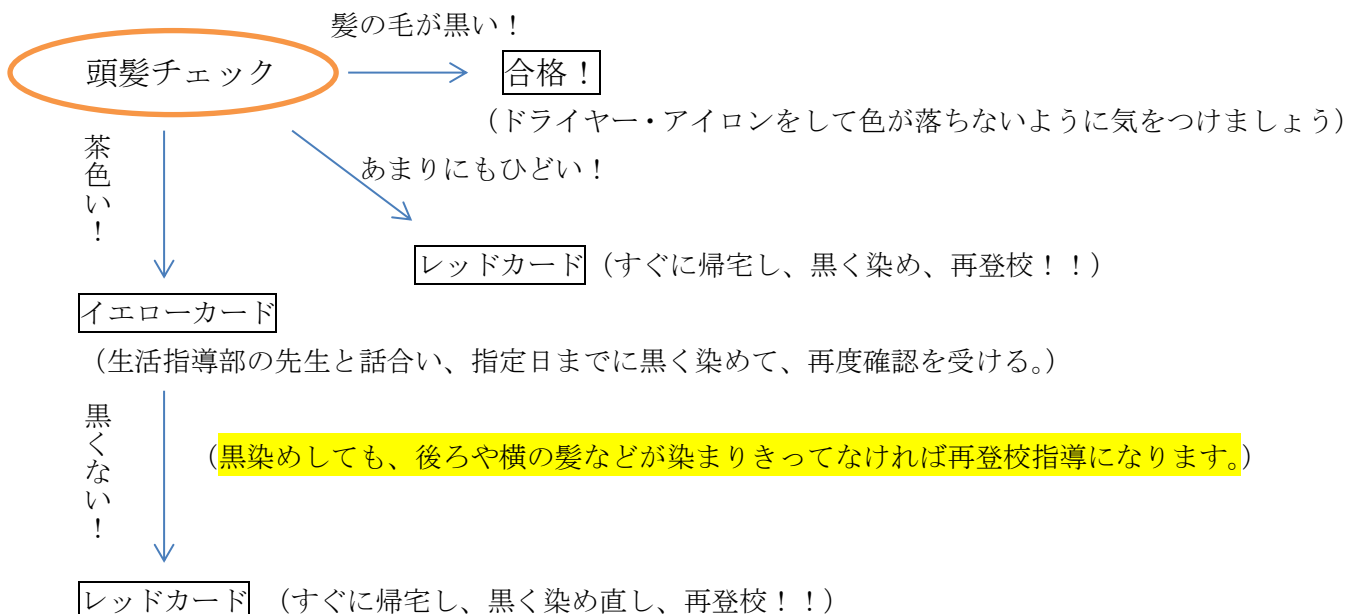 髪の毛が黒い！
頭髪チェック
合格！
（ドライヤー・アイロンをして色が落ちないように気をつけましょう）
茶色い！
あまりにもひどい！
レッドカード（すぐに帰宅し、黒く染め、再登校！！）
イエローカード
（生活指導部の先生と話合い、指定日までに黒く染めて、再度確認を受ける。）
黒くない！
（黒染めしても、後ろや横の髪などが染まりきってなければ再登校指導になります。）
レッドカード （すぐに帰宅し、黒く染め直し、再登校！！）